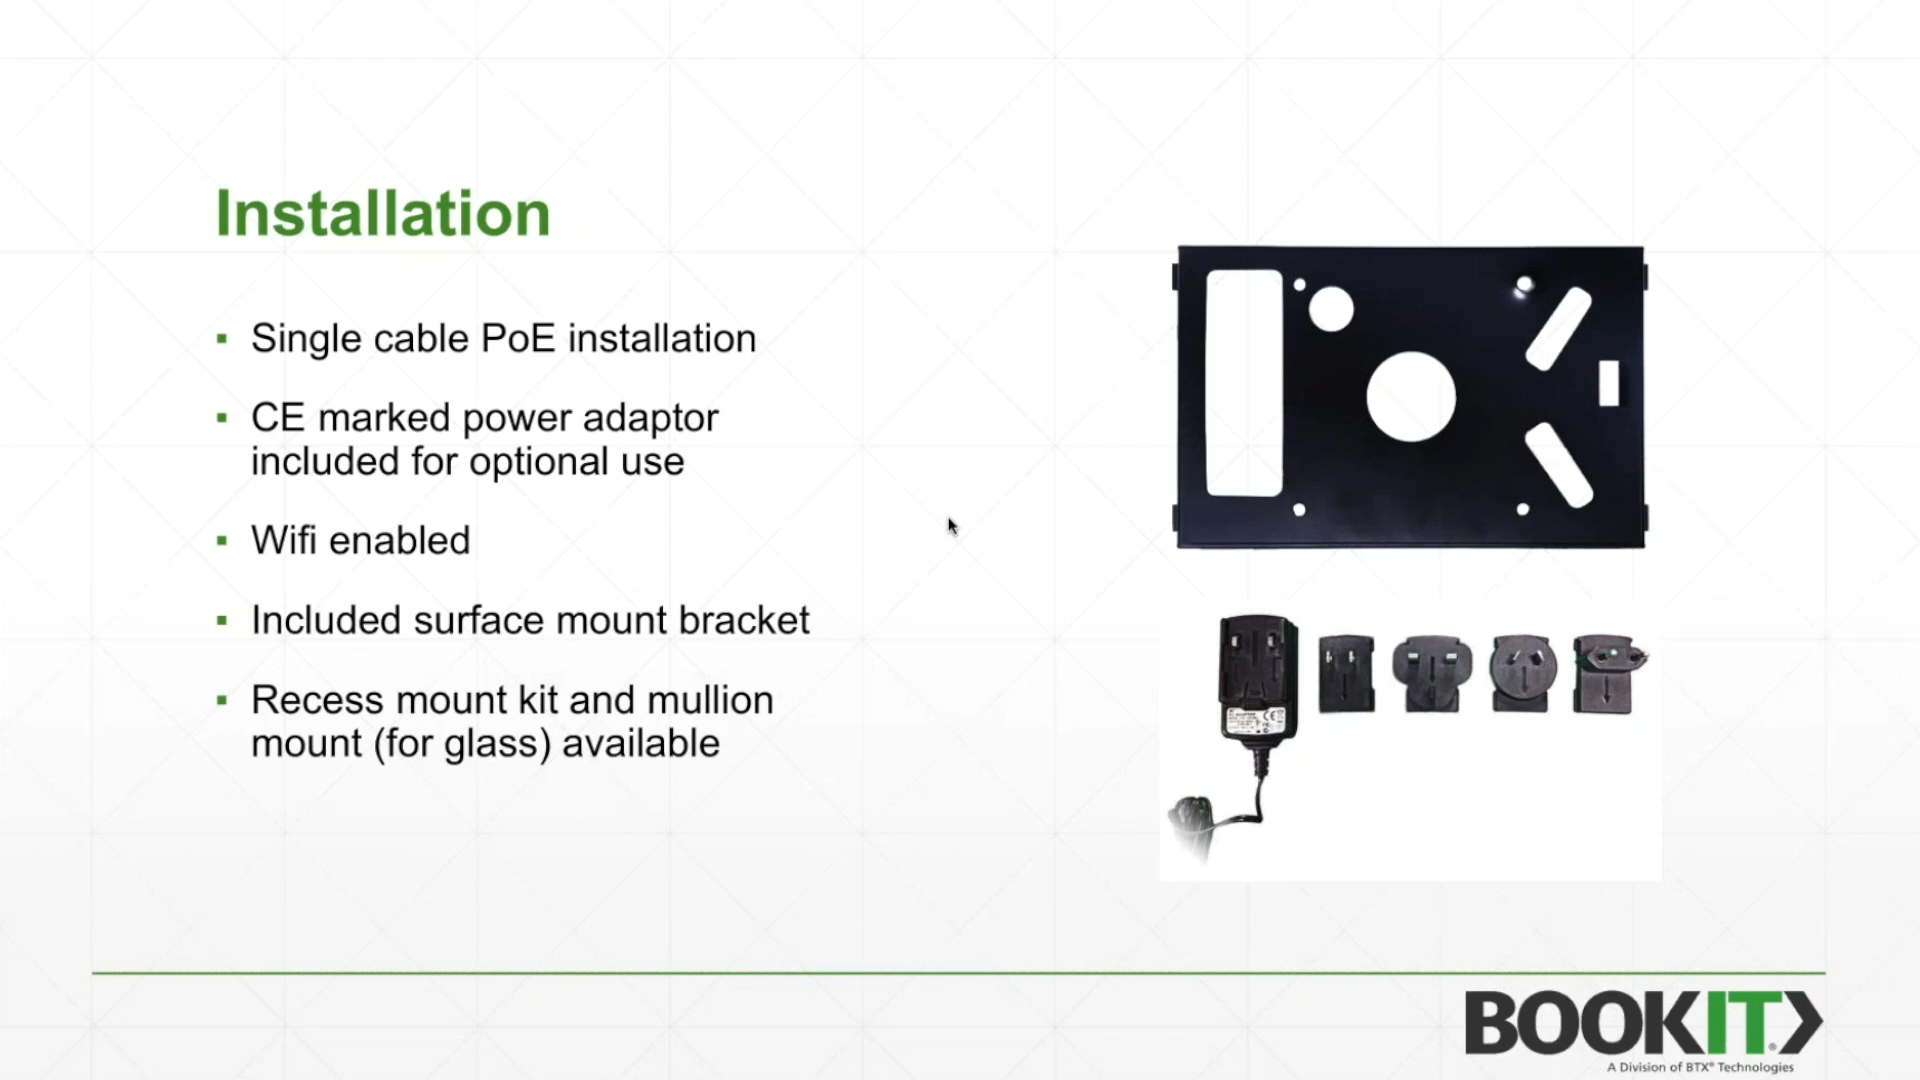 Installation
▪ Single cable PoE installation
▪ CE marked power adaptor
included for optional use
▪ Wifi enabled
▪ Included surface mount bracket
▪ Recess mount kit and mullion
mount (for glass) available
BOOKIT®
A Division of BTX® Technologies